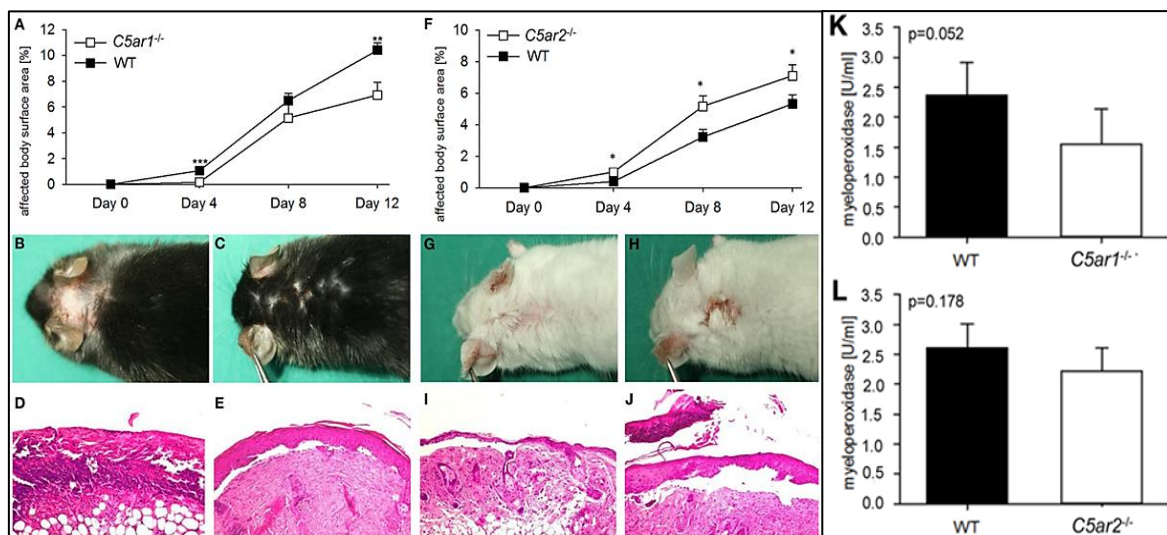 A
affected body surface area [%]
12
10
8
6
4
2
0
C5ar1-/-
WT
***
**
Day 0 Day 4 Day 8 Day 12
F
affected body surface area [%]
8
6
4
2
0
C5ar2-/-
WT
*
*
*
Day 0 Day 4 Day 8 Day 12
B
C
G
H
D
E
I
J
K
p=0.052
myeloperoxidase [U/ml]
3.5
3.0
2.5
2.0
1.5
1.0
0.5
0.0
WT C5ar1-/-
L
p=0.178
myeloperoxidase [U/ml]
3.5
3.0
2.5
2.0
1.5
1.0
0.5
0.0
WT C5ar2-/-